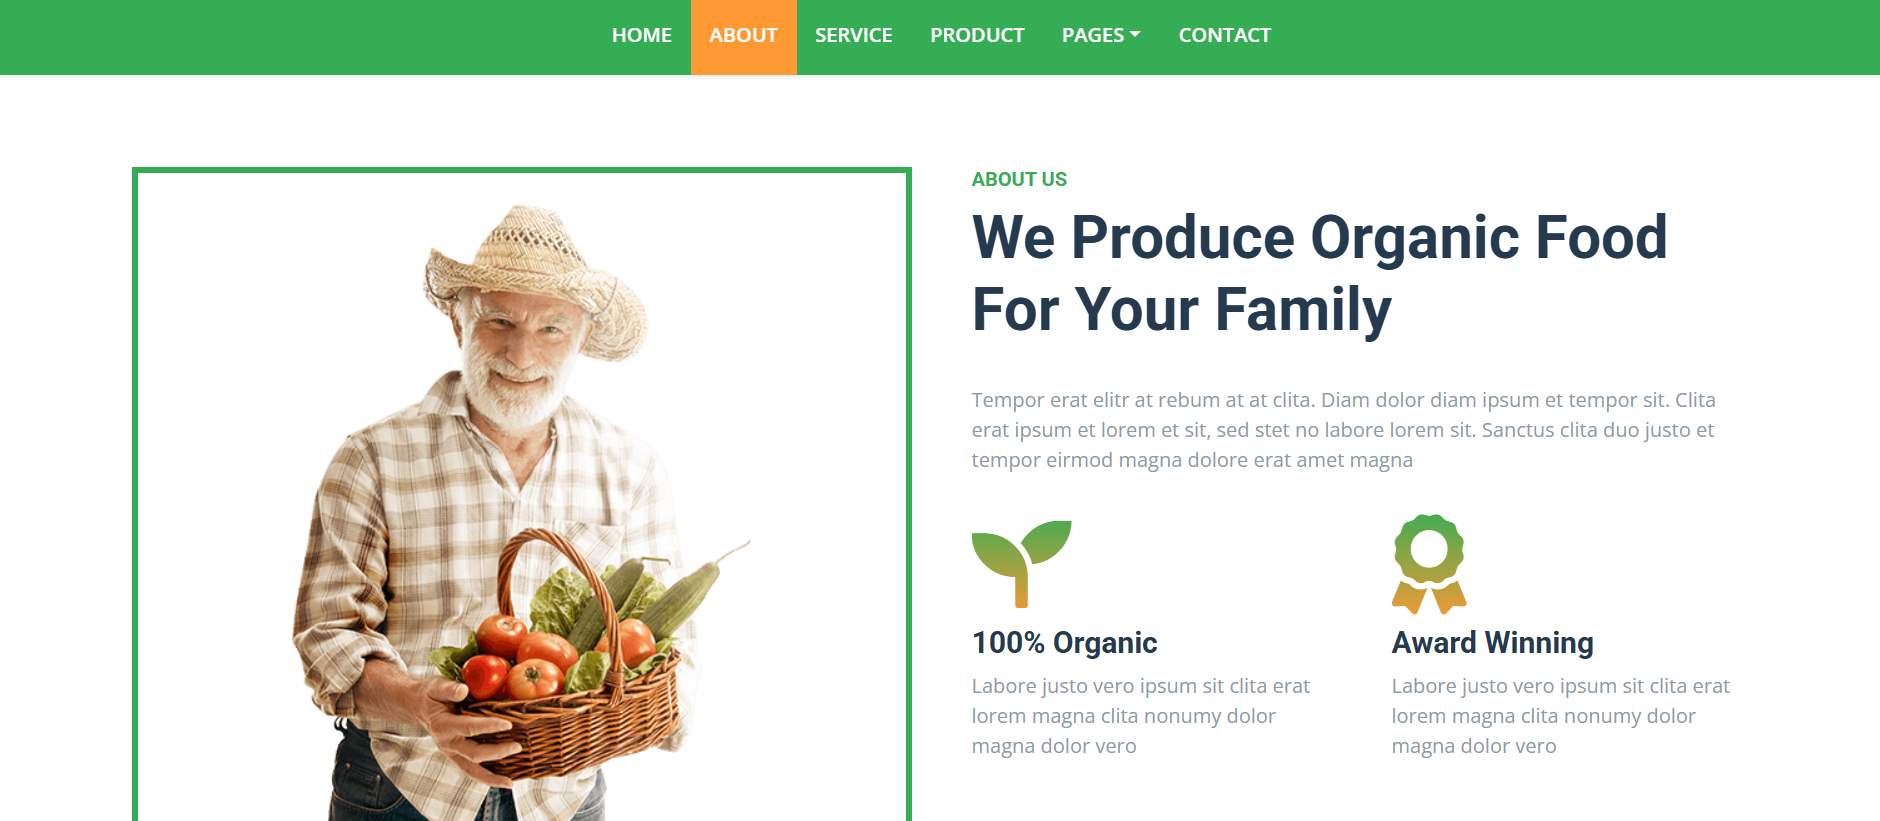 HOME ABOUT SERVICE PRODUCT PAGES CONTACT
ABOUT US
We Produce Organic Food
For Your Family
Tempor erat elitr at rebum at at clita. Diam dolor diam ipsum et tempor sit. Clita
erat ipsum et lorem et sit, sed stet no labore lorem sit. Sanctus clita duo justo et
tempor eirmod magna dolore erat amet magna
100% Organic
Labore justo vero ipsum sit clita erat
lorem magna clita nonumy dolor
magna dolor vero
Award Winning
Labore justo vero ipsum sit clita erat
lorem magna clita nonumy dolor
magna dolor vero